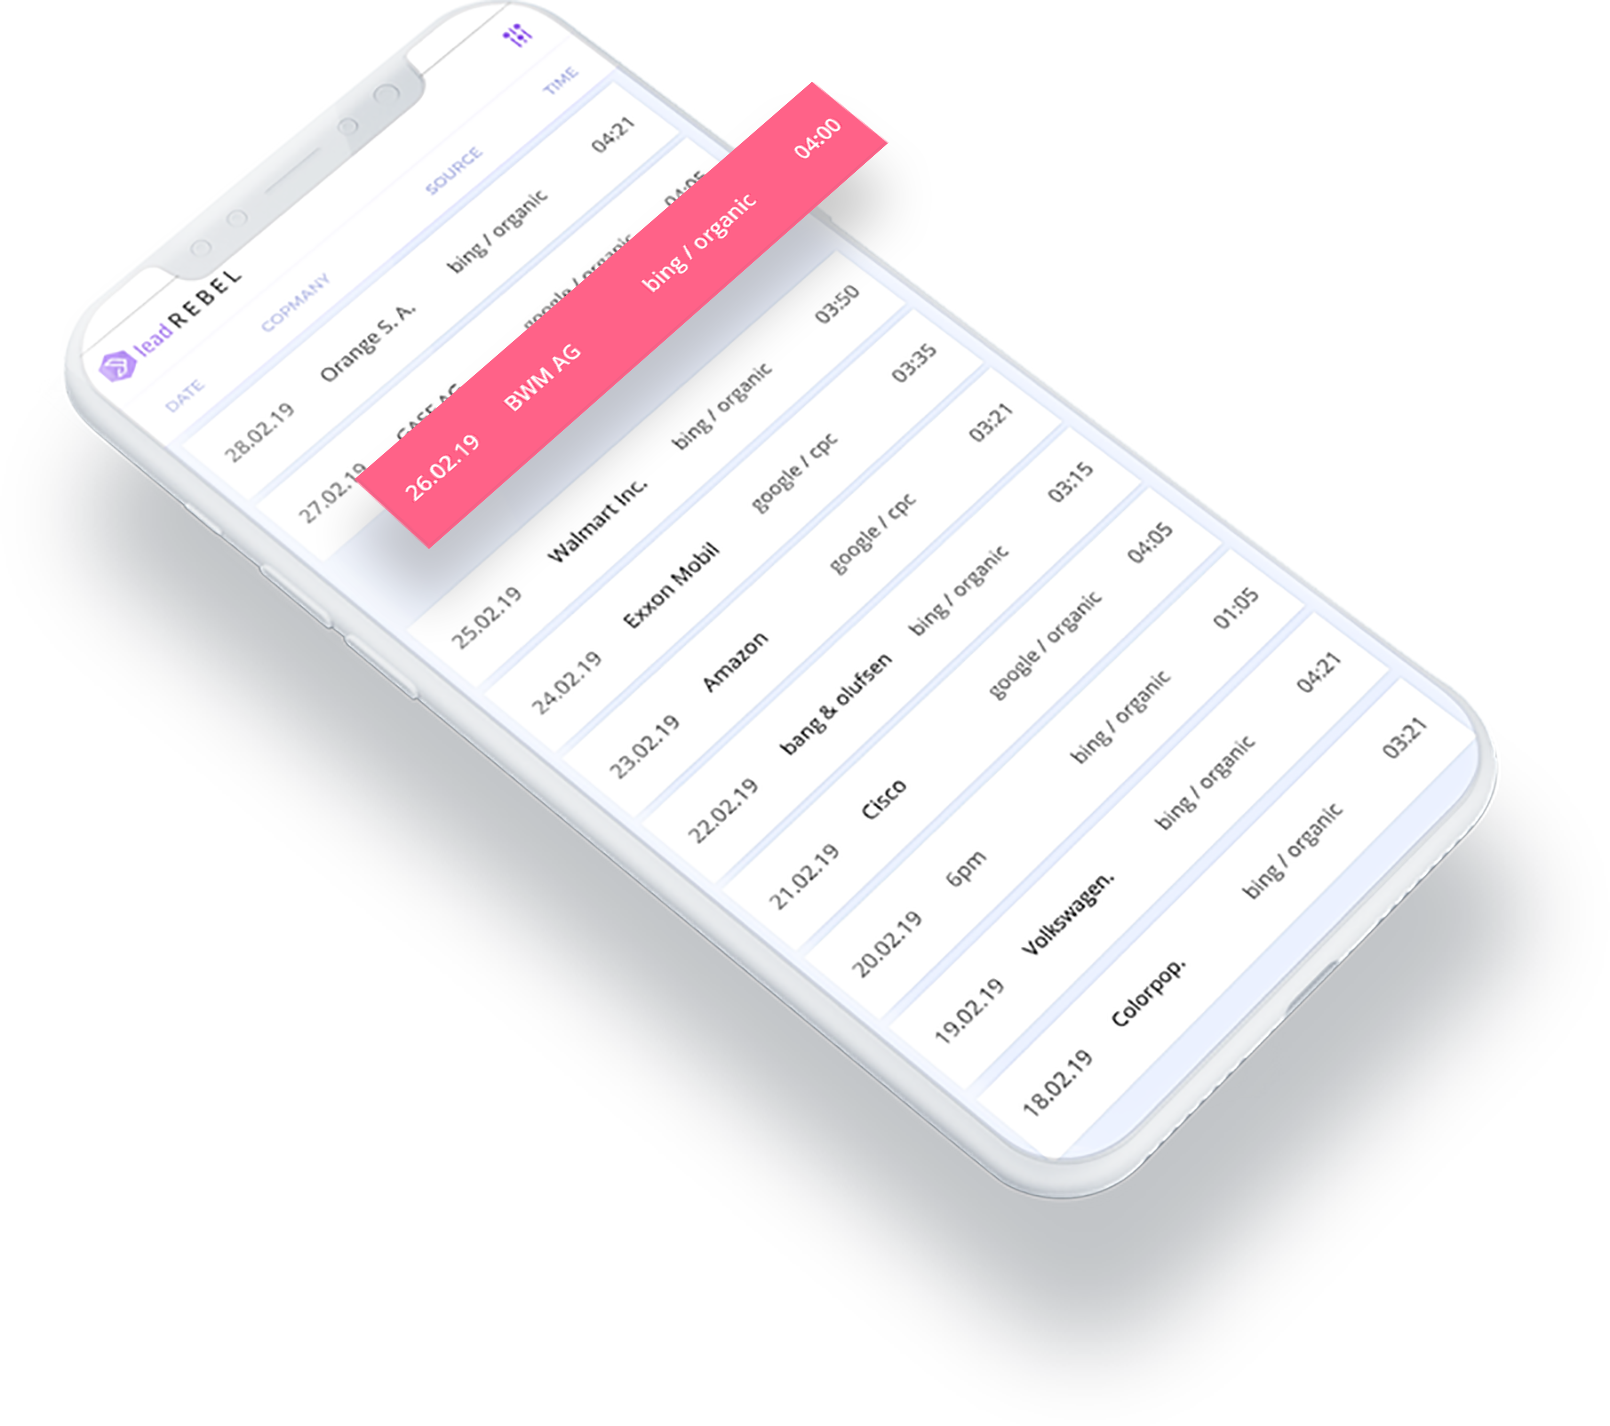 lead REBEL
DATE COPMANY SOURCE TIME
28.02.19 Orange S. A. bing / organic 04:21
27.02.19 google / organic 04:05
26.02.19 BWM AG bing / organic 04:00
25.02.19 Walmart Inc. bing / organic 03:50
24.02.19 Exxon Mobil google / cpc 03:35
23.02.19 Amazon google / cpc 03:21
22.02.19 bang & olufsen bing / organic 03:15
21.02.19 Cisco google / organic 04:05
20.02.19 6pm bing / organic 01:05
19.02.19 Volkswagen. bing / organic 04:21
18.02.19 Colorpop. bing / organic 03:21